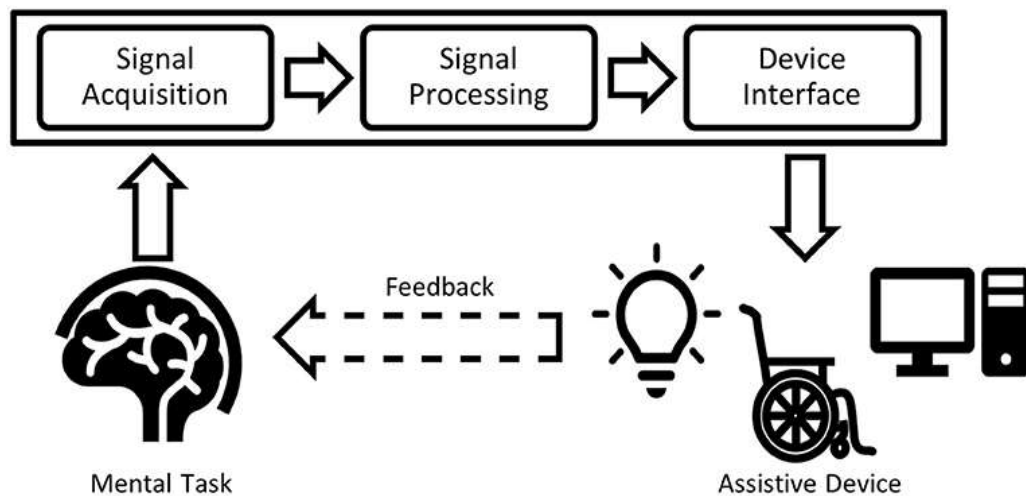 Signal
Acquisition
Signal
Processing
Device
Interface
Feedback
Mental Task
Assistive Device